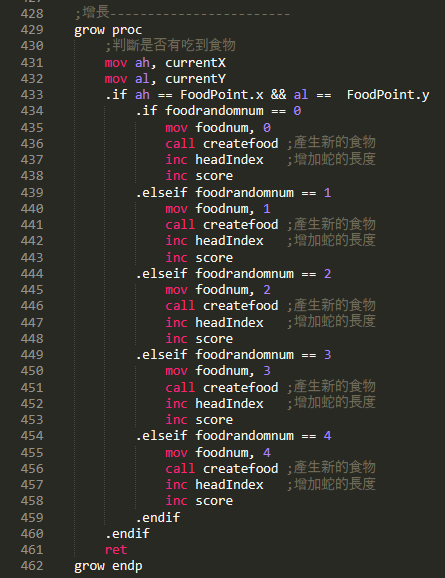 428 ;增長------------------------
429 grow proc
430 ;判斷是否有吃到食物
431 mov ah, currentX
432 mov al, currentY
433 .if ah == FoodPoint.x && al ==  FoodPoint.y
434 .if foodrandomnum == 0
435 mov foodnum, 0
436 call createfood ;產生新的食物
437 inc headIndex   ;增加蛇的長度
438 inc score
439 .elseif foodrandomnum == 1
440 mov foodnum, 1
441 call createfood ;產生新的食物
442 inc headIndex   ;增加蛇的長度
443 inc score
444 .elseif foodrandomnum == 2
445 mov foodnum, 2
446 call createfood ;產生新的食物
447 inc headIndex   ;增加蛇的長度
448 inc score
449 .elseif foodrandomnum == 3
450 mov foodnum, 3
451 call createfood ;產生新的食物
452 inc headIndex   ;增加蛇的長度
453 inc score
454 .elseif foodrandomnum == 4
455 mov foodnum, 4
456 call createfood ;產生新的食物
457 inc headIndex   ;增加蛇的長度
458 inc score
459 .endif
460 .endif
461 ret
462 grow endp